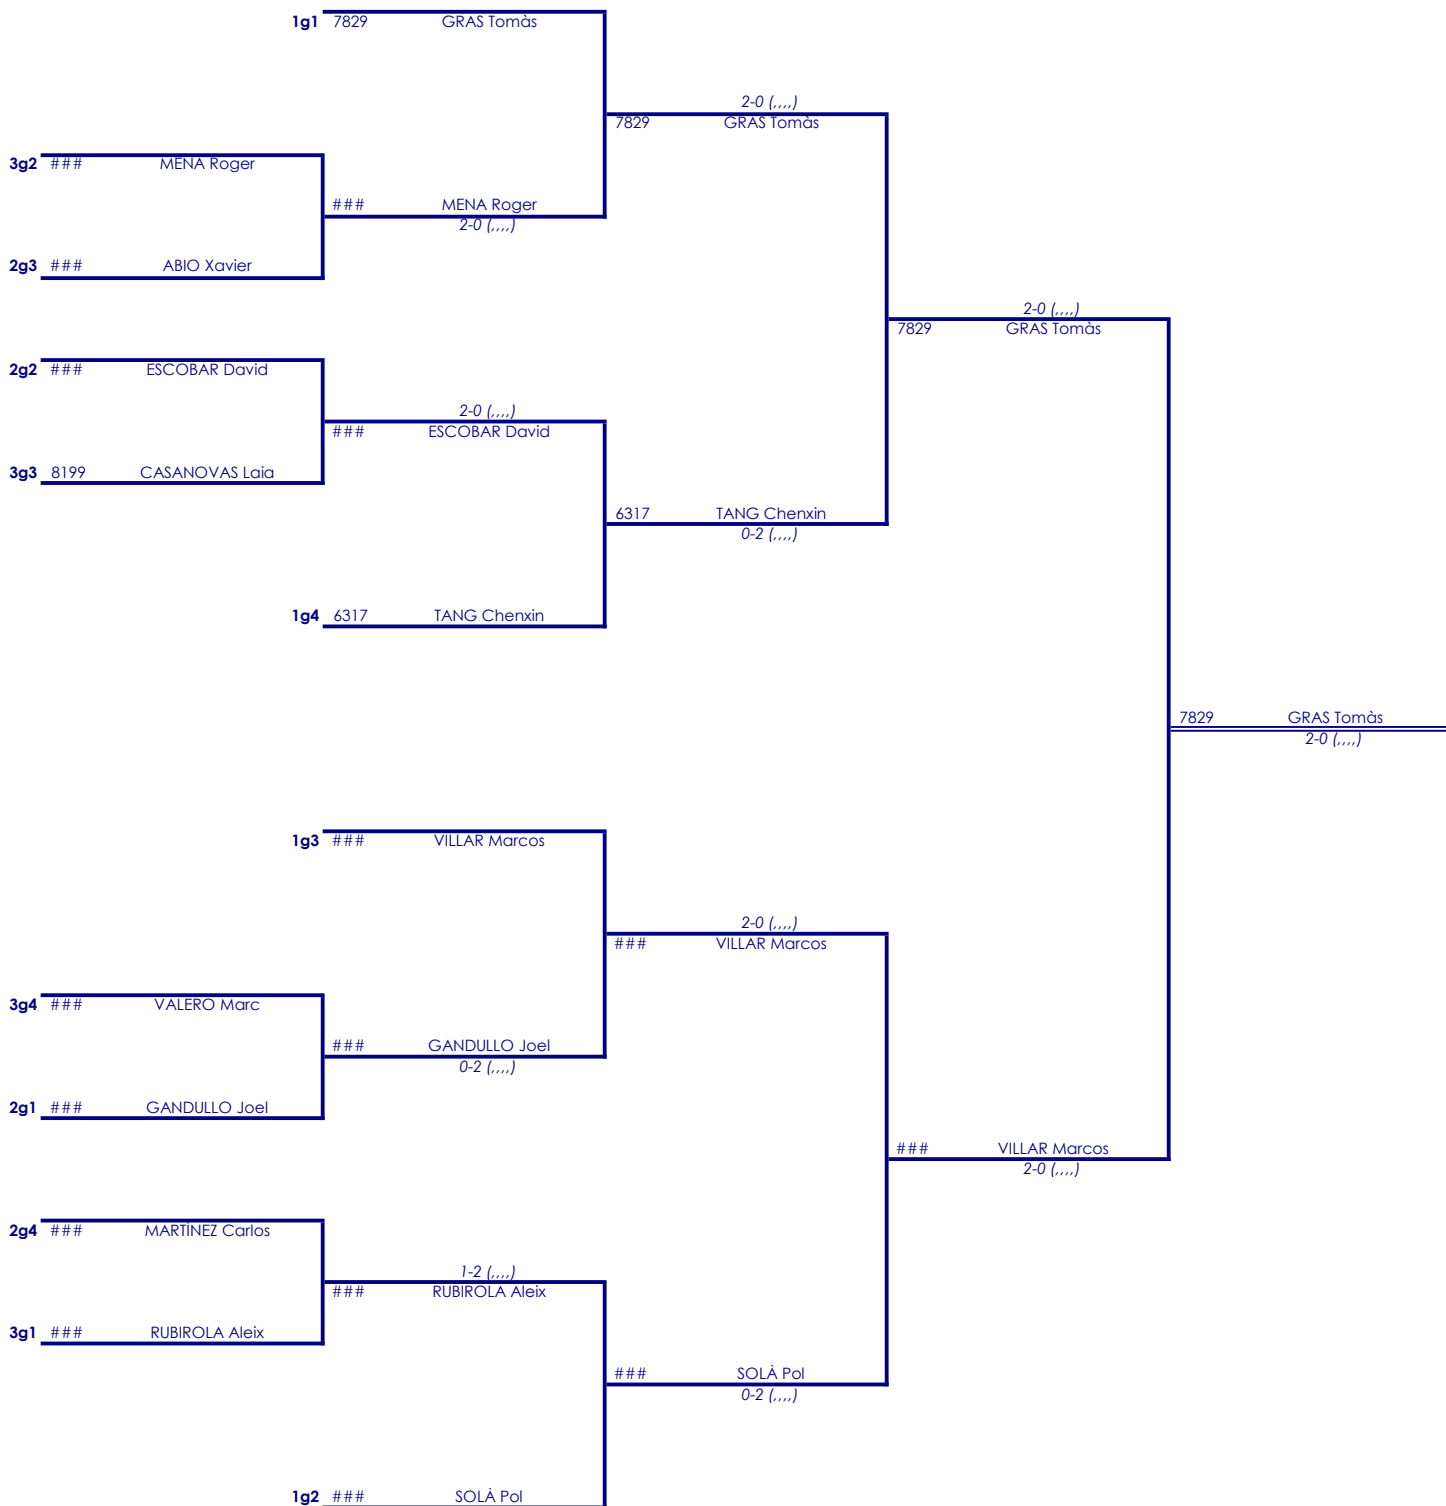 1g1 7829 GRAS Tomàs
2-0 (,,,,)
7829 GRAS Tomàs
3g2 ### MENA Roger
### MENA Roger
2-0 (,,,,)
2g3 ### ABIO Xavier
2-0 (,,,,)
7829 GRAS Tomàs
2g2 ### ESCOBAR David
2-0 (,,,,)
### ESCOBAR David
3g3 8199 CASANOVAS Laia
6317 TANG Chenxin
0-2 (,,,,)
1g4 6317 TANG Chenxin
7829 GRAS Tomàs
2-0 (,,,,)
1g3 ### VILLAR Marcos
2-0 (,,,,)
### VILLAR Marcos
3g4 ### VALERO Marc
### GANDULLO Joel
0-2 (,,,,)
2g1 ### GANDULLO Joel
### VILLAR Marcos
2-0 (,,,,)
2g4 ### MARTÍNEZ Carlos
1-2 (,,,,)
### RUBIROLA Aleix
3g1 ### RUBIROLA Aleix
### SOLÀ Pol
0-2 (,,,,)
1g2 ### SOLÀ Pol